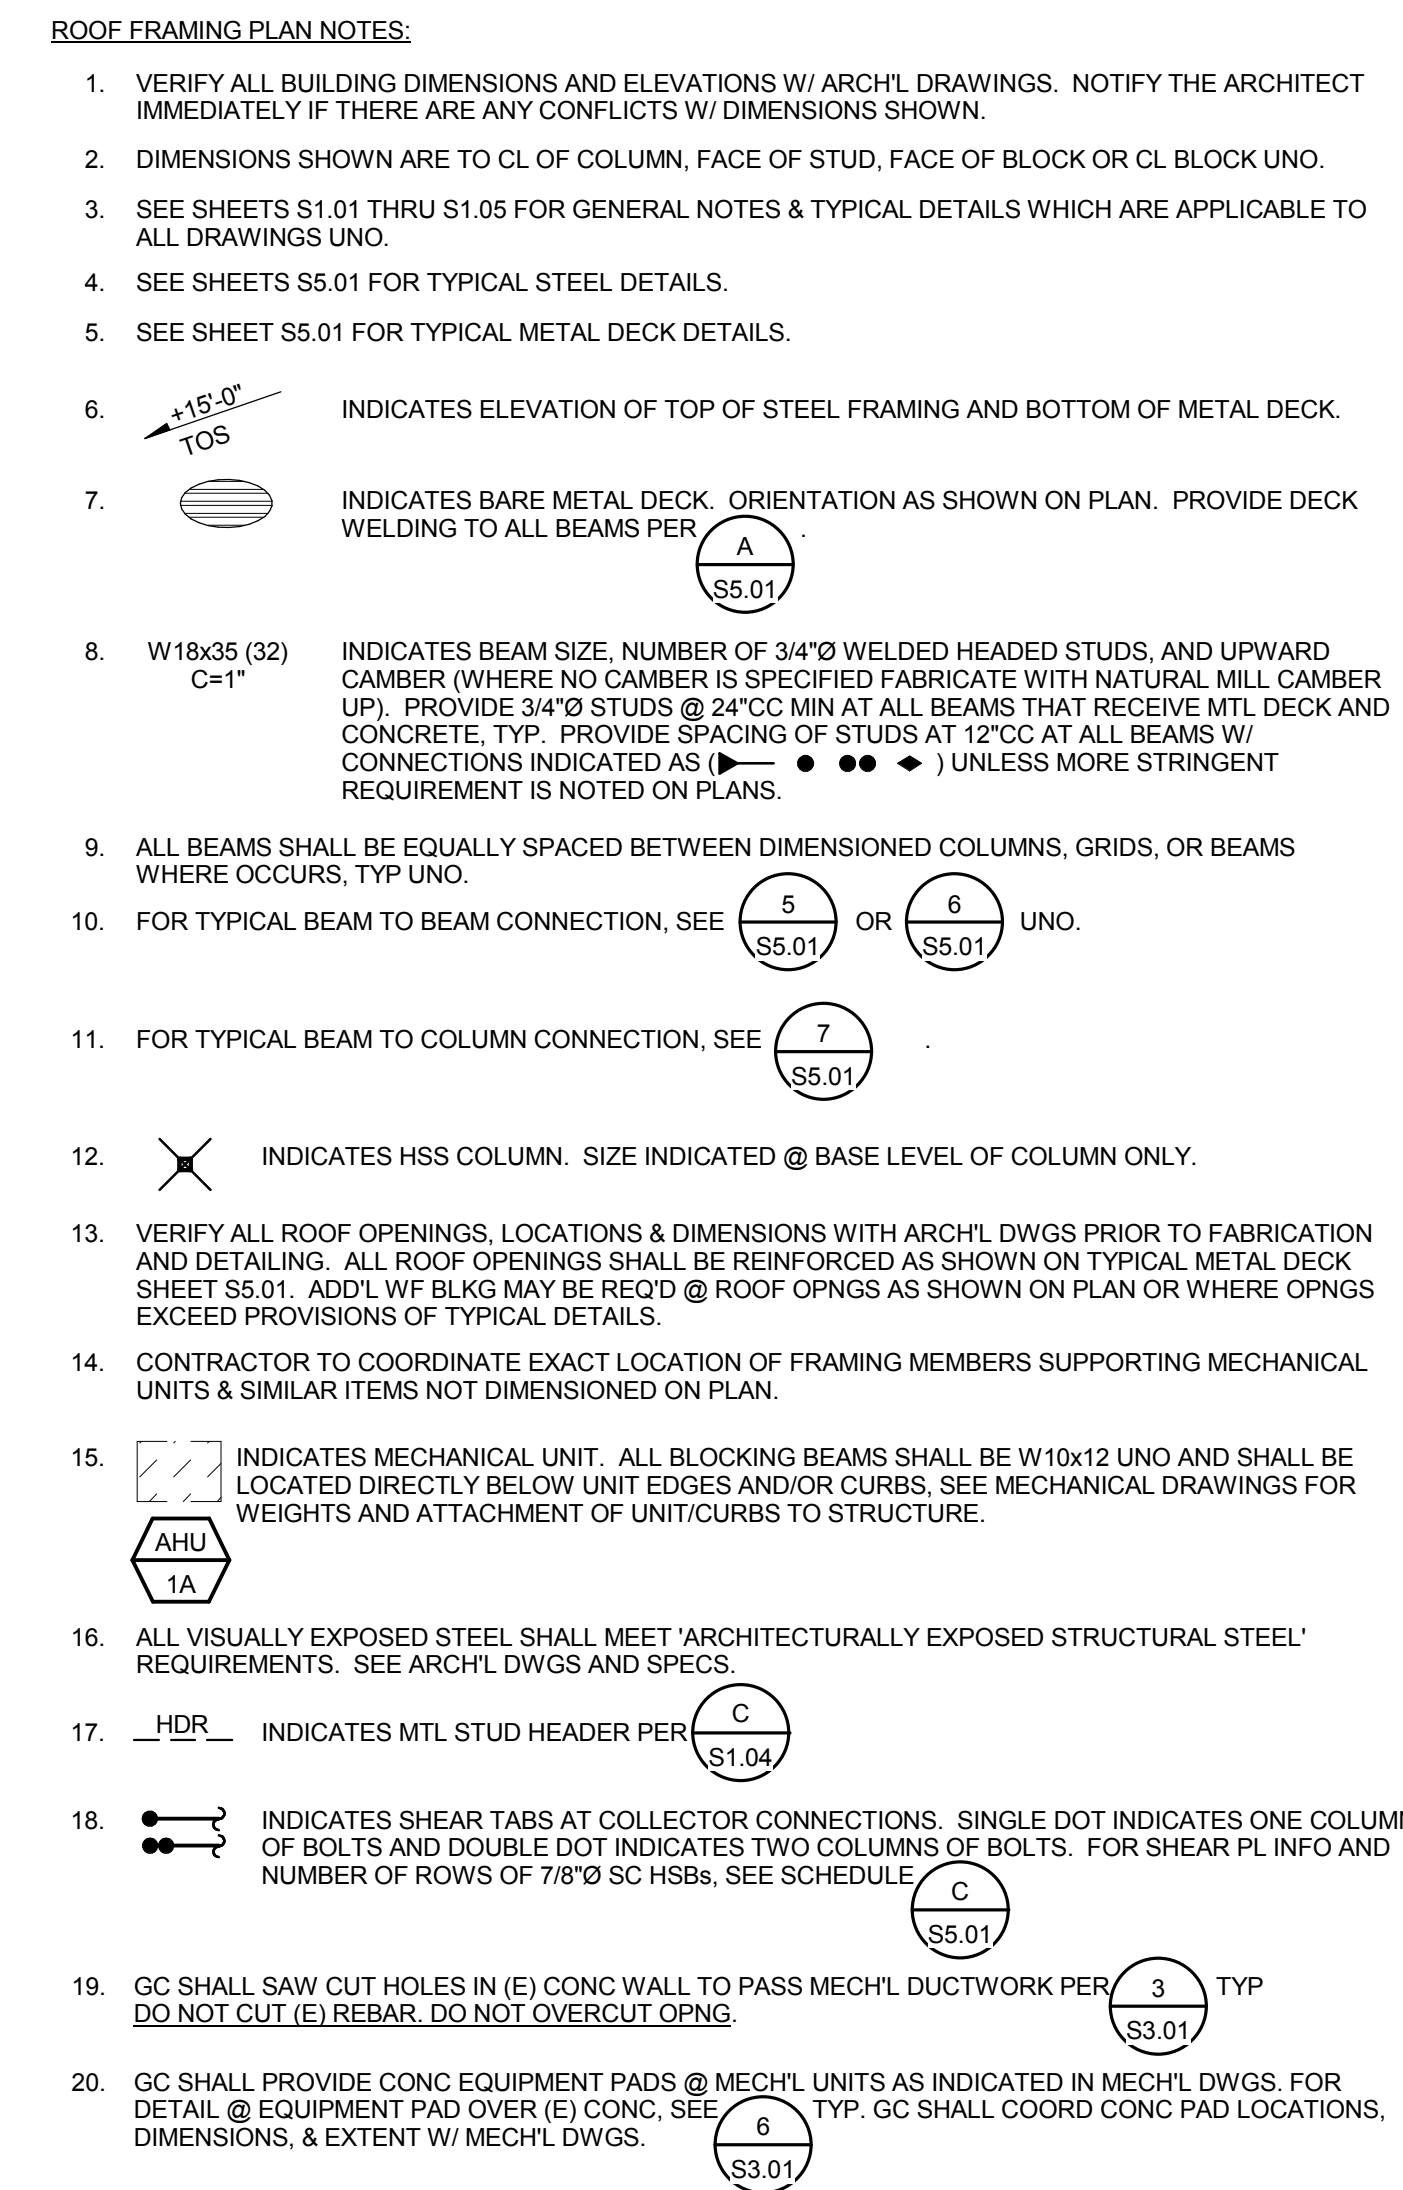 ROOF FRAMING PLAN NOTES:
1. VERIFY ALL BUILDING DIMENSIONS AND ELEVATIONS W/ ARCH'L DRAWINGS. NOTIFY THE ARCHITECT
IMMEDIATELY IF THERE ARE ANY CONFLICTS W/ DIMENSIONS SHOWN.
2. DIMENSIONS SHOWN ARE TO CL OF COLUMN, FACE OF STUD, FACE OF BLOCK OR CL BLOCK UNO.
3. SEE SHEETS S1.01 THRU S1.05 FOR GENERAL NOTES & TYPICAL DETAILS WHICH ARE APPLICABLE TO
ALL DRAWINGS UNO.
4. SEE SHEETS S5.01 FOR TYPICAL STEEL DETAILS.
5. SEE SHEET S5.01 FOR TYPICAL METAL DECK DETAILS.
6. +15'-0" INDICATES ELEVATION OF TOP OF STEEL FRAMING AND BOTTOM OF METAL DECK.
TOS
7. INDICATES BARE METAL DECK. ORIENTATION AS SHOWN ON PLAN. PROVIDE DECK
WELDING TO ALL BEAMS PER A .
S5.01
8. W18x35 (32) INDICATES BEAM SIZE, NUMBER OF 3/4"Ø WELDED HEADED STUDS, AND UPWARD
C=1" CAMBER (WHERE NO CAMBER IS SPECIFIED FABRICATE WITH NATURAL MILL CAMBER
UP). PROVIDE 3/4"Ø STUDS @ 24"CC MIN AT ALL BEAMS THAT RECEIVE MTL DECK AND
CONCRETE, TYP. PROVIDE SPACING OF STUDS AT 12"CC AT ALL BEAMS W/
CONNECTIONS INDICATED AS ( ) UNLESS MORE STRINGENT
REQUIREMENT IS NOTED ON PLANS.
9. ALL BEAMS SHALL BE EQUALLY SPACED BETWEEN DIMENSIONED COLUMNS, GRIDS, OR BEAMS
WHERE OCCURS, TYP UNO.
10. FOR TYPICAL BEAM TO BEAM CONNECTION, SEE 5 OR 6 UNO.
S5.01 S5.01
11. FOR TYPICAL BEAM TO COLUMN CONNECTION, SEE 7 .
S5.01
12. INDICATES HSS COLUMN. SIZE INDICATED @ BASE LEVEL OF COLUMN ONLY.
13. VERIFY ALL ROOF OPENINGS, LOCATIONS & DIMENSIONS WITH ARCH'L DWGS PRIOR TO FABRICATION
AND DETAILING. ALL ROOF OPENINGS SHALL BE REINFORCED AS SHOWN ON TYPICAL METAL DECK
SHEET S5.01. ADD'L WF BLKG MAY BE REQ'D @ ROOF OPNGS AS SHOWN ON PLAN OR WHERE OPNGS
EXCEED PROVISIONS OF TYPICAL DETAILS.
14. CONTRACTOR TO COORDINATE EXACT LOCATION OF FRAMING MEMBERS SUPPORTING MECHANICAL
UNITS & SIMILAR ITEMS NOT DIMENSIONED ON PLAN.
15. INDICATES MECHANICAL UNIT. ALL BLOCKING BEAMS SHALL BE W10x12 UNO AND SHALL BE
LOCATED DIRECTLY BELOW UNIT EDGES AND/OR CURBS, SEE MECHANICAL DRAWINGS FOR
WEIGHTS AND ATTACHMENT OF UNIT/CURBS TO STRUCTURE.
AHU
1A
16. ALL VISUALLY EXPOSED STEEL SHALL MEET 'ARCHITECTURALLY EXPOSED STRUCTURAL STEEL'
REQUIREMENTS. SEE ARCH'L DWGS AND SPECS.
17. HDR INDICATES MTL STUD HEADER PER C
S1.04
18. INDICATES SHEAR TABS AT COLLECTOR CONNECTIONS. SINGLE DOT INDICATES ONE COLUM
OF BOLTS AND DOUBLE DOT INDICATES TWO COLUMNS OF BOLTS. FOR SHEAR PL INFO AND
NUMBER OF ROWS OF 7/8"Ø SC HSBs, SEE SCHEDULE C
S5.01
19. GC SHALL SAW CUT HOLES IN (E) CONC WALL TO PASS MECH'L DUCTWORK PER 3 TYP
DO NOT CUT (E) REBAR. DO NOT OVERCUT OPNG.
S3.01
20. GC SHALL PROVIDE CONC EQUIPMENT PADS @ MECH'L UNITS AS INDICATED IN MECH'L DWGS. FOR
DETAIL @ EQUIPMENT PAD OVER (E) CONC, SEE 6 TYP. GC SHALL COORD CONC PAD LOCATIONS,
DIMENSIONS, & EXTENT W/ MECH'L DWGS.
S3.01